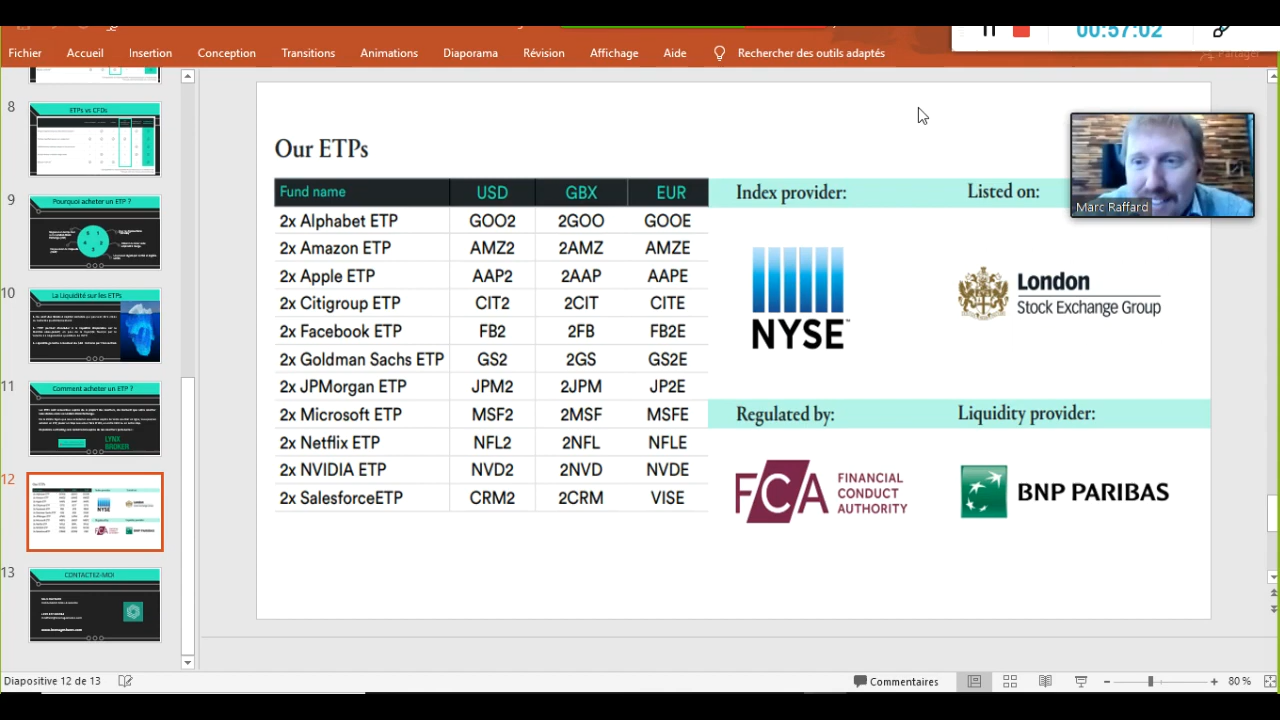 00:57:02
Fichier Accueil Insertion Conception Transitions Animations Diaporama Révision Affichage Aide Rechercher des outils adaptés Partager
8
ETPs vs CFDs
9
Pourquoi acheter un ETP ?
10
La Liquidité sur les ETPs
11
Comment acheter un ETP ?
LYNX
BROKER
12
13
CONTACTEZ-MOI
Our ETPs
Fund name USD GBX EUR
2x Alphabet ETP GOO2 2GOO GOOE
2x Amazon ETP AMZ2 2AMZ AMZE
2x Apple ETP AAP2 2AAP AAPE
2x Citigroup ETP CIT2 2CIT CITE
2x Facebook ETP FB2 2FB FB2E
2x Goldman Sachs ETP GS2 2GS GS2E
2x JPMorgan ETP JPM2 2JPM JP2E
2x Microsoft ETP MSF2 2MSF MSFE
2x Netflix ETP NFL2 2NFL NFLE
2x NVIDIA ETP NVD2 2NVD NVDE
2x SalesforceETP CRM2 2CRM VISE
Index provider:
Listed on:
NYSE
London
Stock Exchange Group
Regulated by:
Liquidity provider:
FCA FINANCIAL
CONDUCT
AUTHORITY
BNP PARIBAS
Marc Raffard
Diapositive 12 de 13
Commentaires
80 %